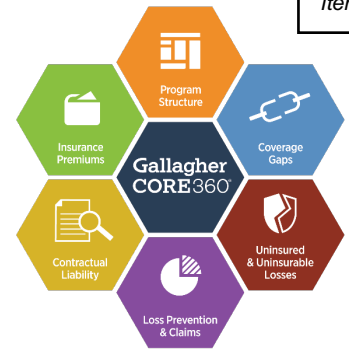 Program
Structure
Insurance
Premiums
Coverage
Gaps
Gallagher
CORE360®
Contractual
Liability
Uninsured
& Uninsurable
Losses
Loss Prevention
& Claims